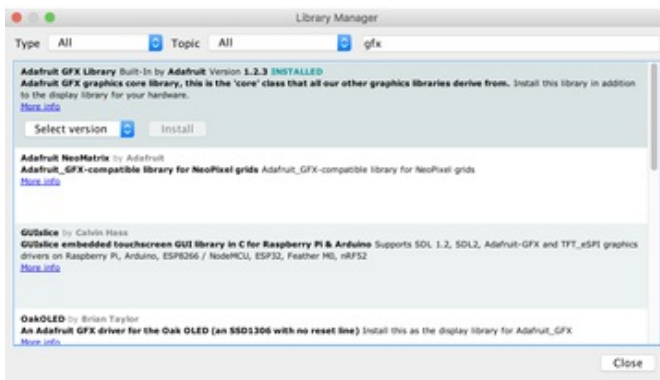 Library Manager
Type All Topic All gfx
Adafruit GFX Library Built-In by Adafruit Version 1.2.3 INSTALLED
Adafruit GFX graphics core library, this is the 'core' class that all our other graphics libraries derive from. Install this library in addition
to the display library for your hardware.
More info
Select version Install
Adafruit NeoMatrix by Adafruit
Adafruit_GFX-compatible library for NeoPixel grids Adafruit_GFX-compatible library for NeoPixel grids
More info
GUIslice by Calvin Hass
GUIslice embedded touchscreen GUI library in C for Raspberry Pi & Arduino Supports SDL 1.2, SDL2, Adafruit-GFX and TFT_eSPI graphics
drivers on Raspberry Pi, Arduino, ESP8266 / NodeMCU, ESP32, Feather M0, nRF52
More info
OakOLED by Brian Taylor
An Adafruit GFX driver for the Oak OLED (an SSD1306 with no reset line) Install this as the display library for Adafruit_GFX
More info
Close